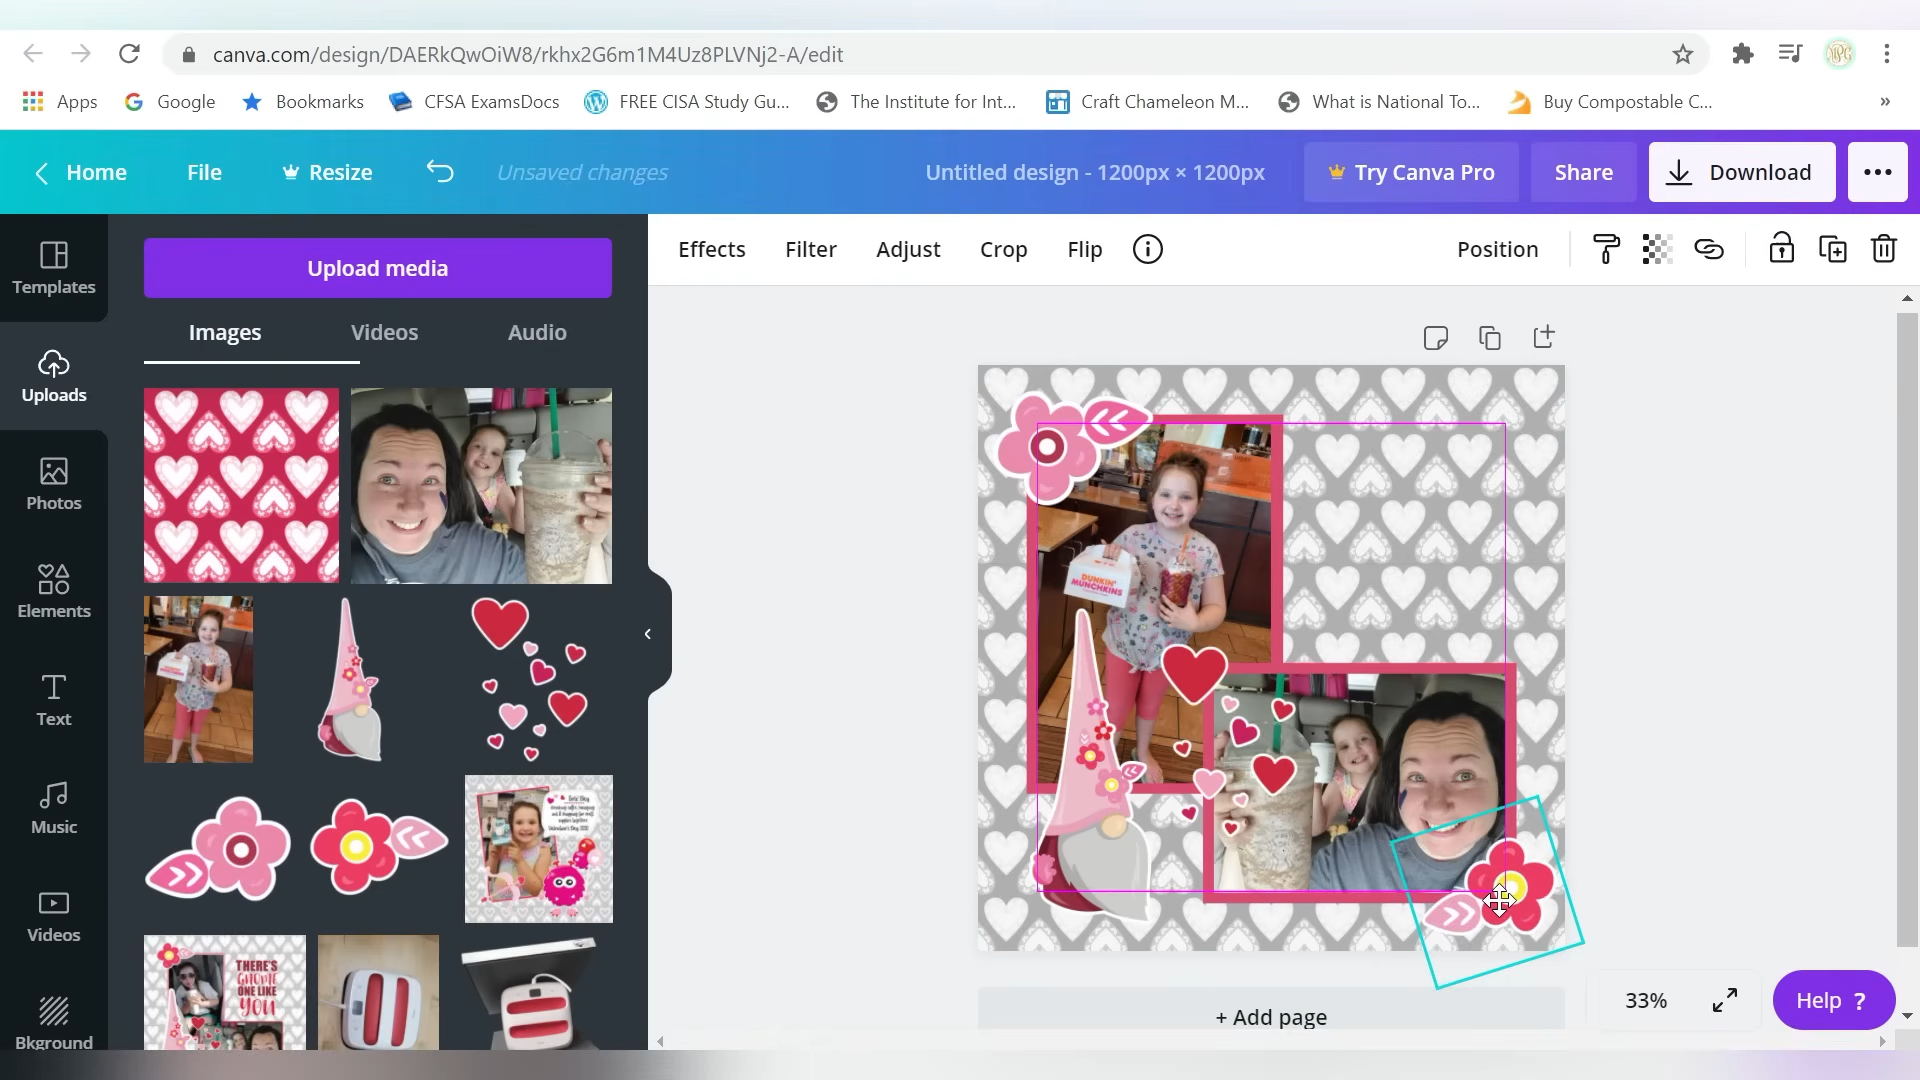 canva.com/design/DAERkQwOiW8/rkhx2G6m1M4Uz8PLVNj2-A/edit
Apps
Google
Bookmarks
CFSA ExamsDocs
FREE CISA Study Gu...
The Institute for Int...
Craft Chameleon M...
What is National To...
Buy Compostable C...
»
Home
File
Resize
Unsaved changes
Untitled design - 1200px × 1200px
Try Canva Pro
Share
Download
Templates
Uploads
Photos
Elements
Text
Music
Videos
Bkground
Upload media
Images
Videos
Audio
THERE'S
GNOME
ONE LIKE
YOU
Effects
Filter
Adjust
Crop
Flip
Position
DUNKIN'
MUNCHKINS
+ Add page
33%
Help ?